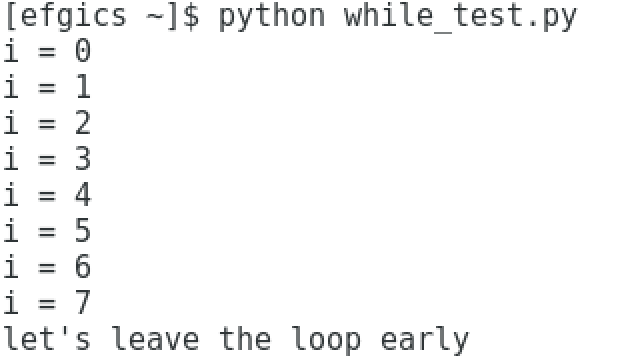 [efgics ~]$ python while_test.py
i = 0
i = 1
i = 2
i = 3
i = 4
i = 5
i = 6
i = 7
let's leave the loop early